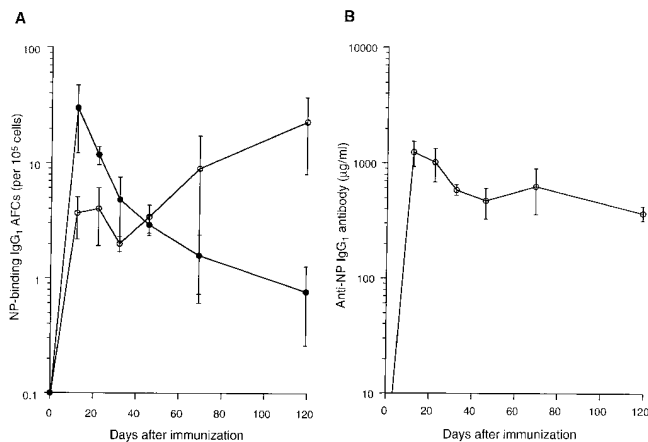 A
NP-binding IgG1 AFCs (per 10⁵ cells)
100
10
1
0.1
0 20 40 60 80 100 120
Days after immunization
B
Anti-NP IgG1 antibody (µg/ml)
10000
1000
100
10
0 20 40 60 80 100 120
Days after immunization